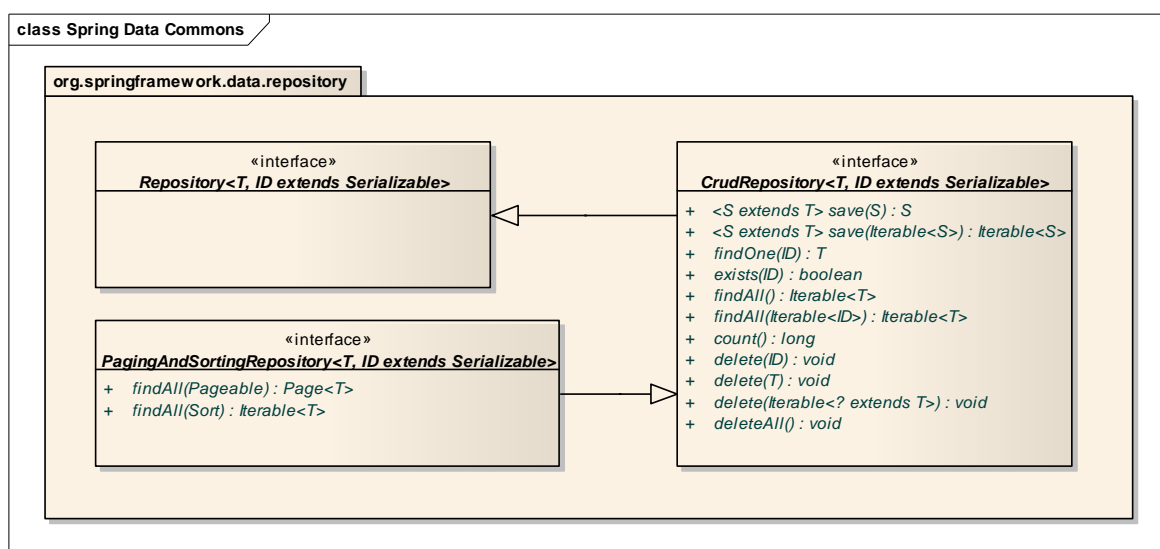 class Spring Data Commons
org.springframework.data.repository
«interface»
Repository<T, ID extends Serializable>
«interface»
CrudRepository<T, ID extends Serializable>
+ <S extends T> save(S) : S
+ <S extends T> save(Iterable<S>) : Iterable<S>
+ findOne(ID) : T
+ exists(ID) : boolean
+ findAll() : Iterable<T>
+ findAll(Iterable<ID>) : Iterable<T>
+ count() : long
+ delete(ID) : void
+ delete(T) : void
+ delete(Iterable<? extends T>) : void
+ deleteAll() : void
«interface»
PagingAndSortingRepository<T, ID extends Serializable>
+ findAll(Pageable) : Page<T>
+ findAll(Sort) : Iterable<T>